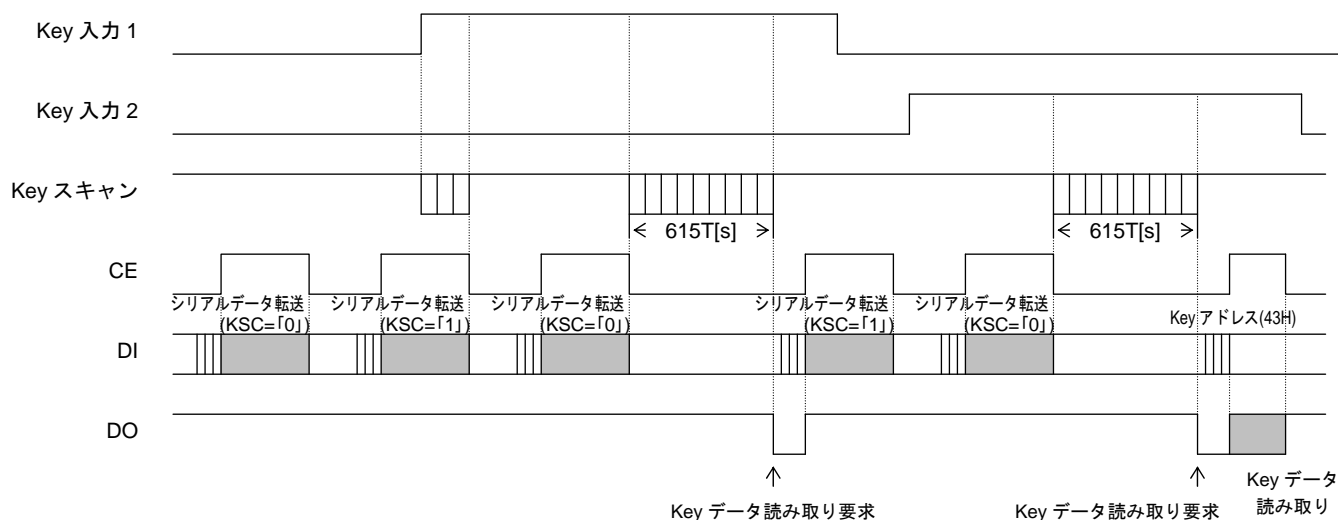 Key 入力 1
Key 入力 2
Key スキャン
615T[s]
615T[s]
CE
シリアルデータ転送
(KSC=「0」)
シリアルデータ転送
(KSC=「1」)
シリアルデータ転送
(KSC=「0」)
シリアルデータ転送
(KSC=「1」)
シリアルデータ転送
(KSC=「0」)
Key アドレス(43H)
DI
DO
Key データ読み取り要求
Key データ読み取り要求
Key データ
読み取り